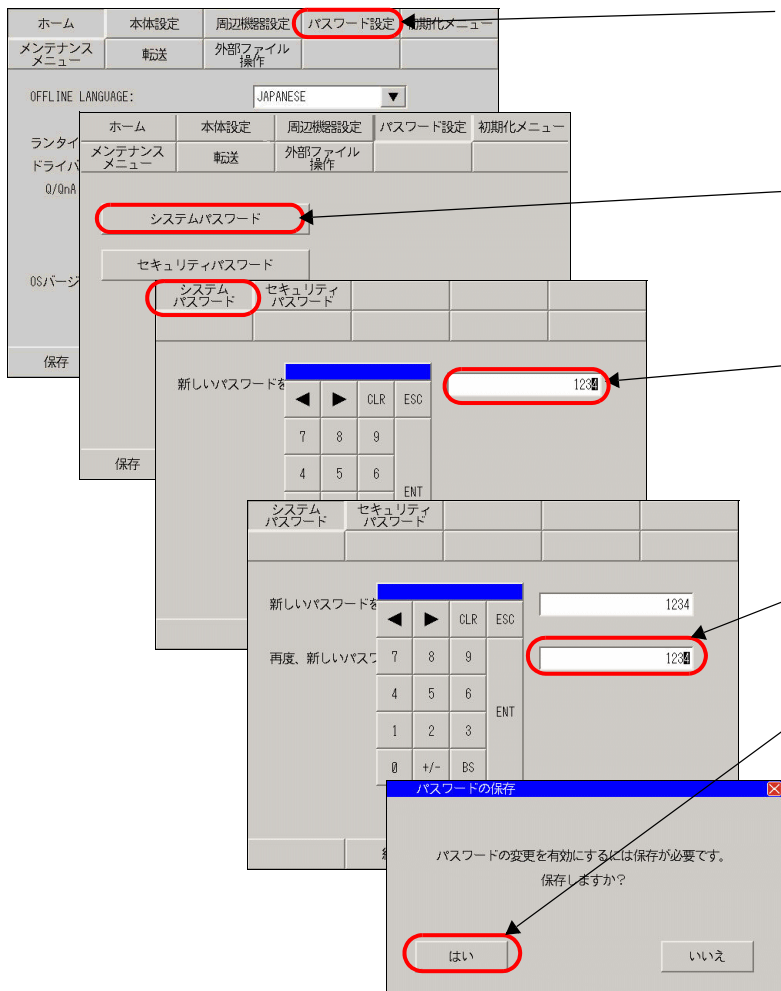 ホーム 本体設定 周辺機器設定 パスワード設定 初期化メニュー
メンテナンス
メニュー 転送 外部ファイル
操作
OFFLINE LANGUAGE: JAPANESE ▼
ランタイ
ドライバ
Q/QnA
OSバージ
保存
ホーム 本体設定 周辺機器設定 パスワード設定 初期化メニュー
メンテナンス
メニュー 転送 外部ファイル
操作
システムパスワード
セキュリティパスワード
保存
システム
パスワード セキュリティ
パスワード
新しいパスワードを 1234
◀ ▶ CLR ESC
7 8 9
4 5 6
ENT
システム
パスワード セキュリティ
パスワード
新しいパスワードを 1234
再度、新しいパスワ 1234
◀ ▶ CLR ESC
7 8 9
4 5 6
ENT
1 2 3
0 +/- BS
パスワードの保存
パスワードの変更を有効にするには保存が必要です。
保存しますか？
はい いいえ